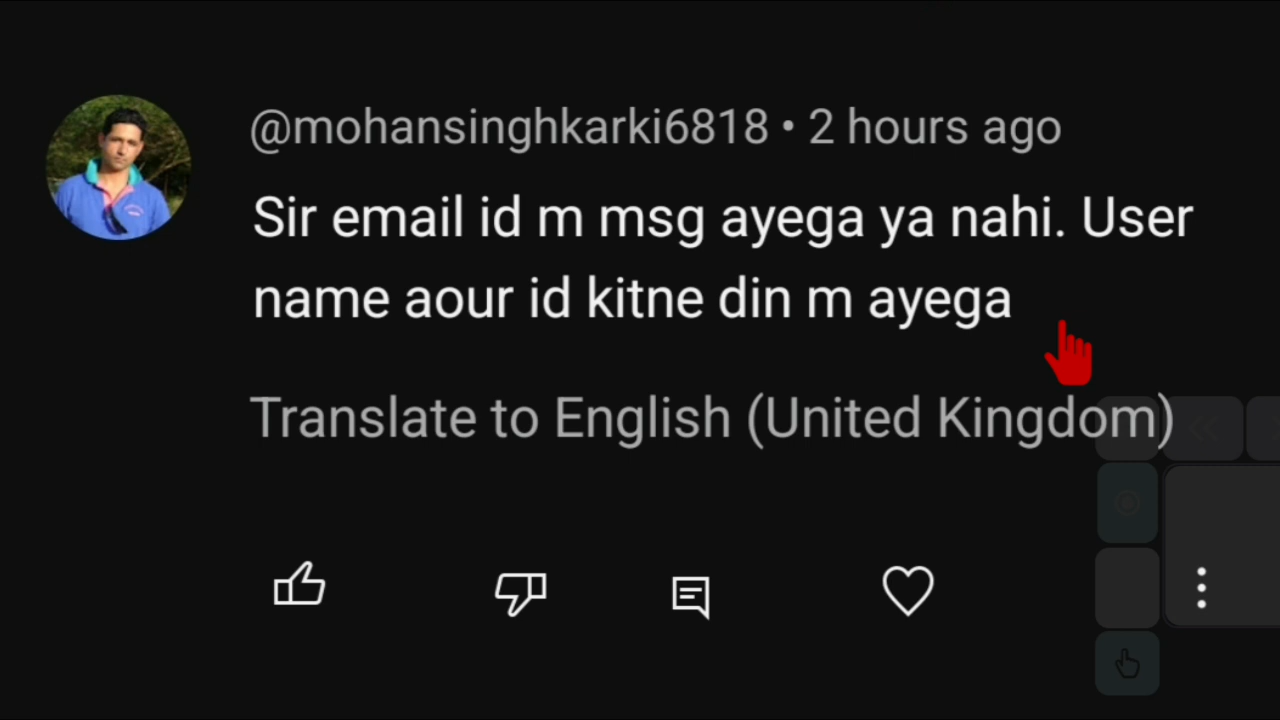 @mohansinghkarki6818 • 2 hours ago
Sir email id m msg ayega ya nahi. User
name aour id kitne din m ayega
Translate to English (United Kingdom)